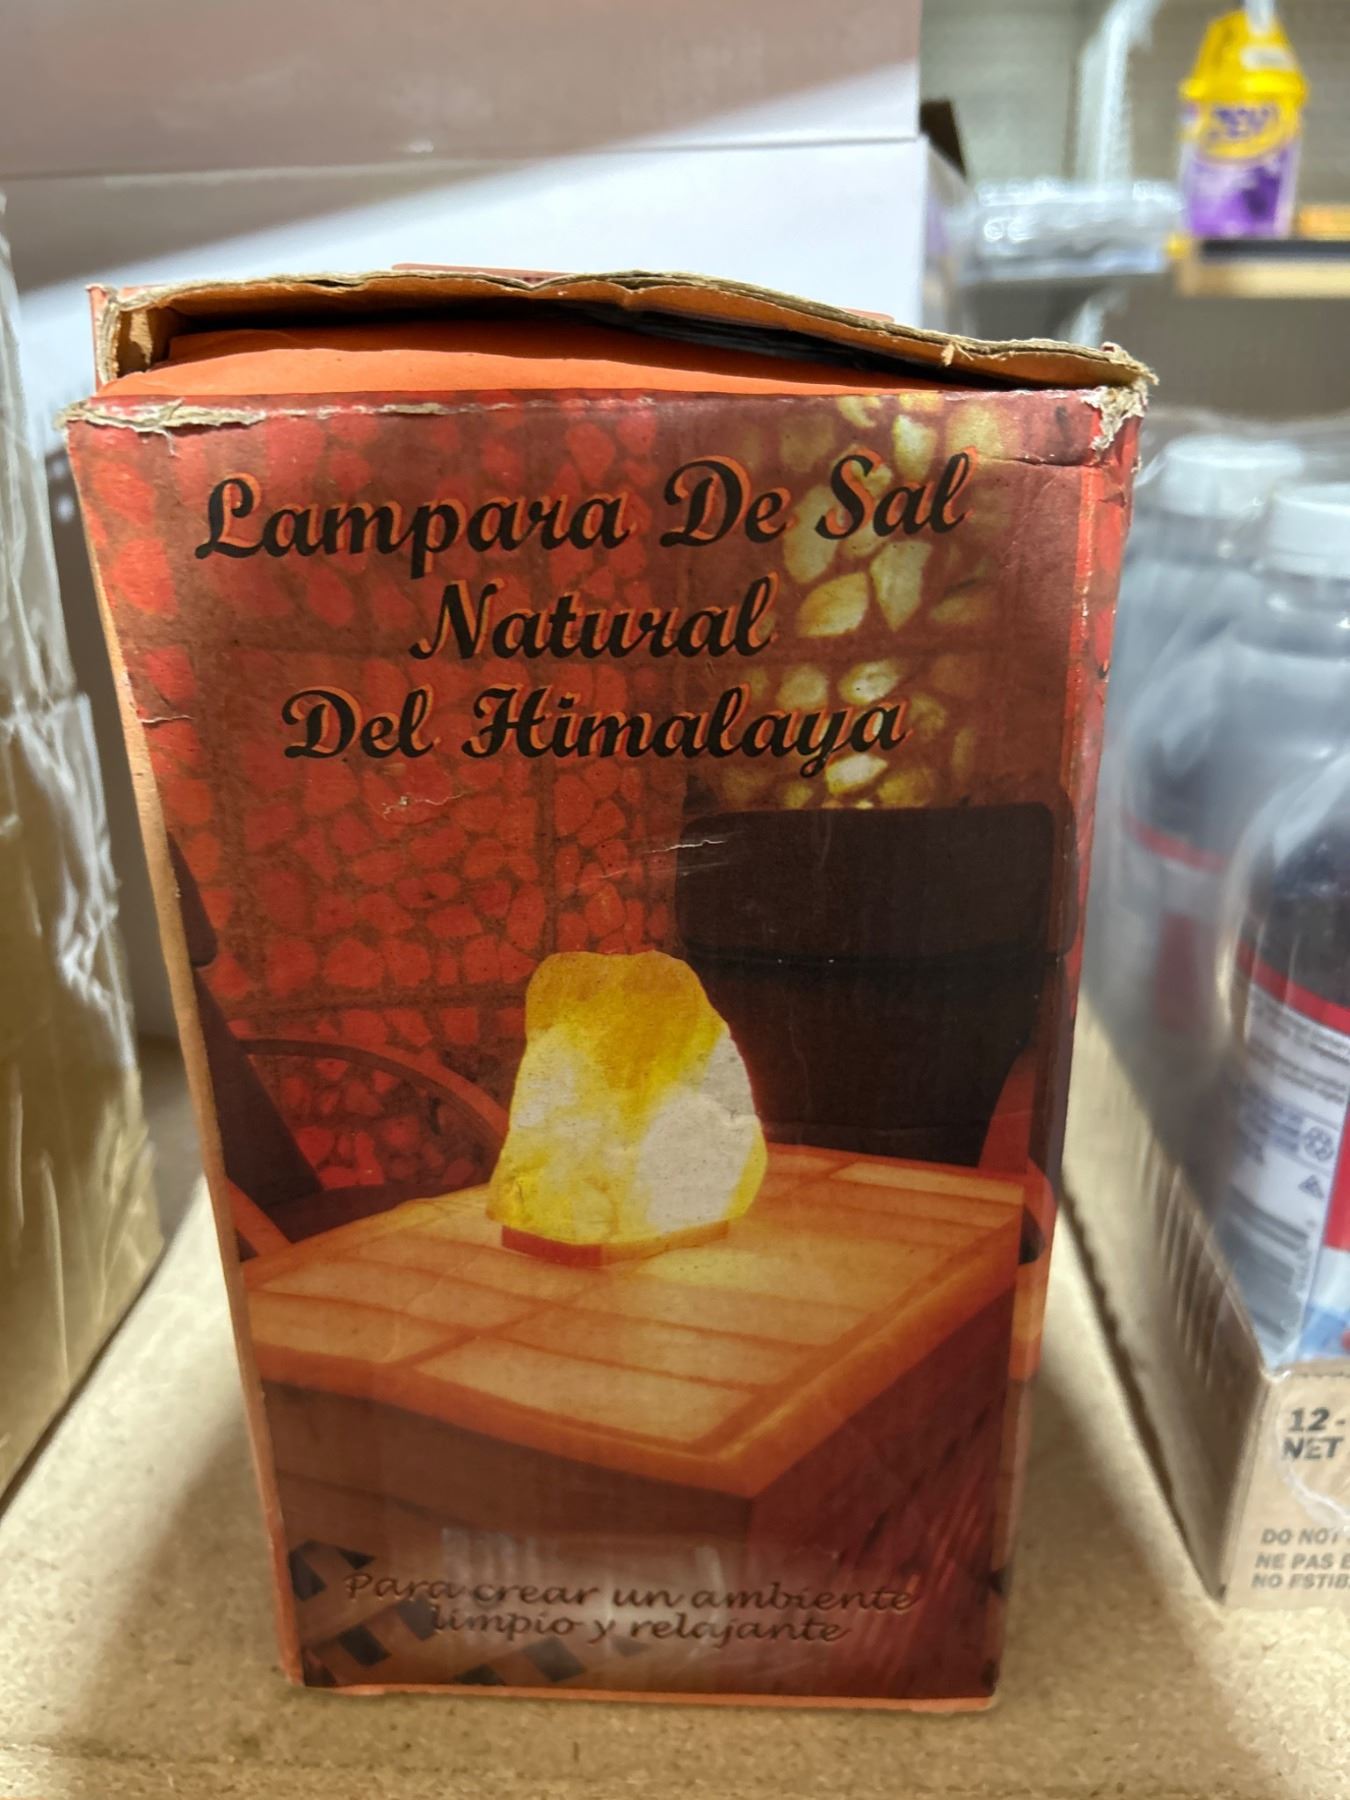 Lampara De Sal
Natural
Del Himalaya
Para crear un ambiente
limpio y relajante
12-
NET
DO NOT
NE PAS
NO ESTIB